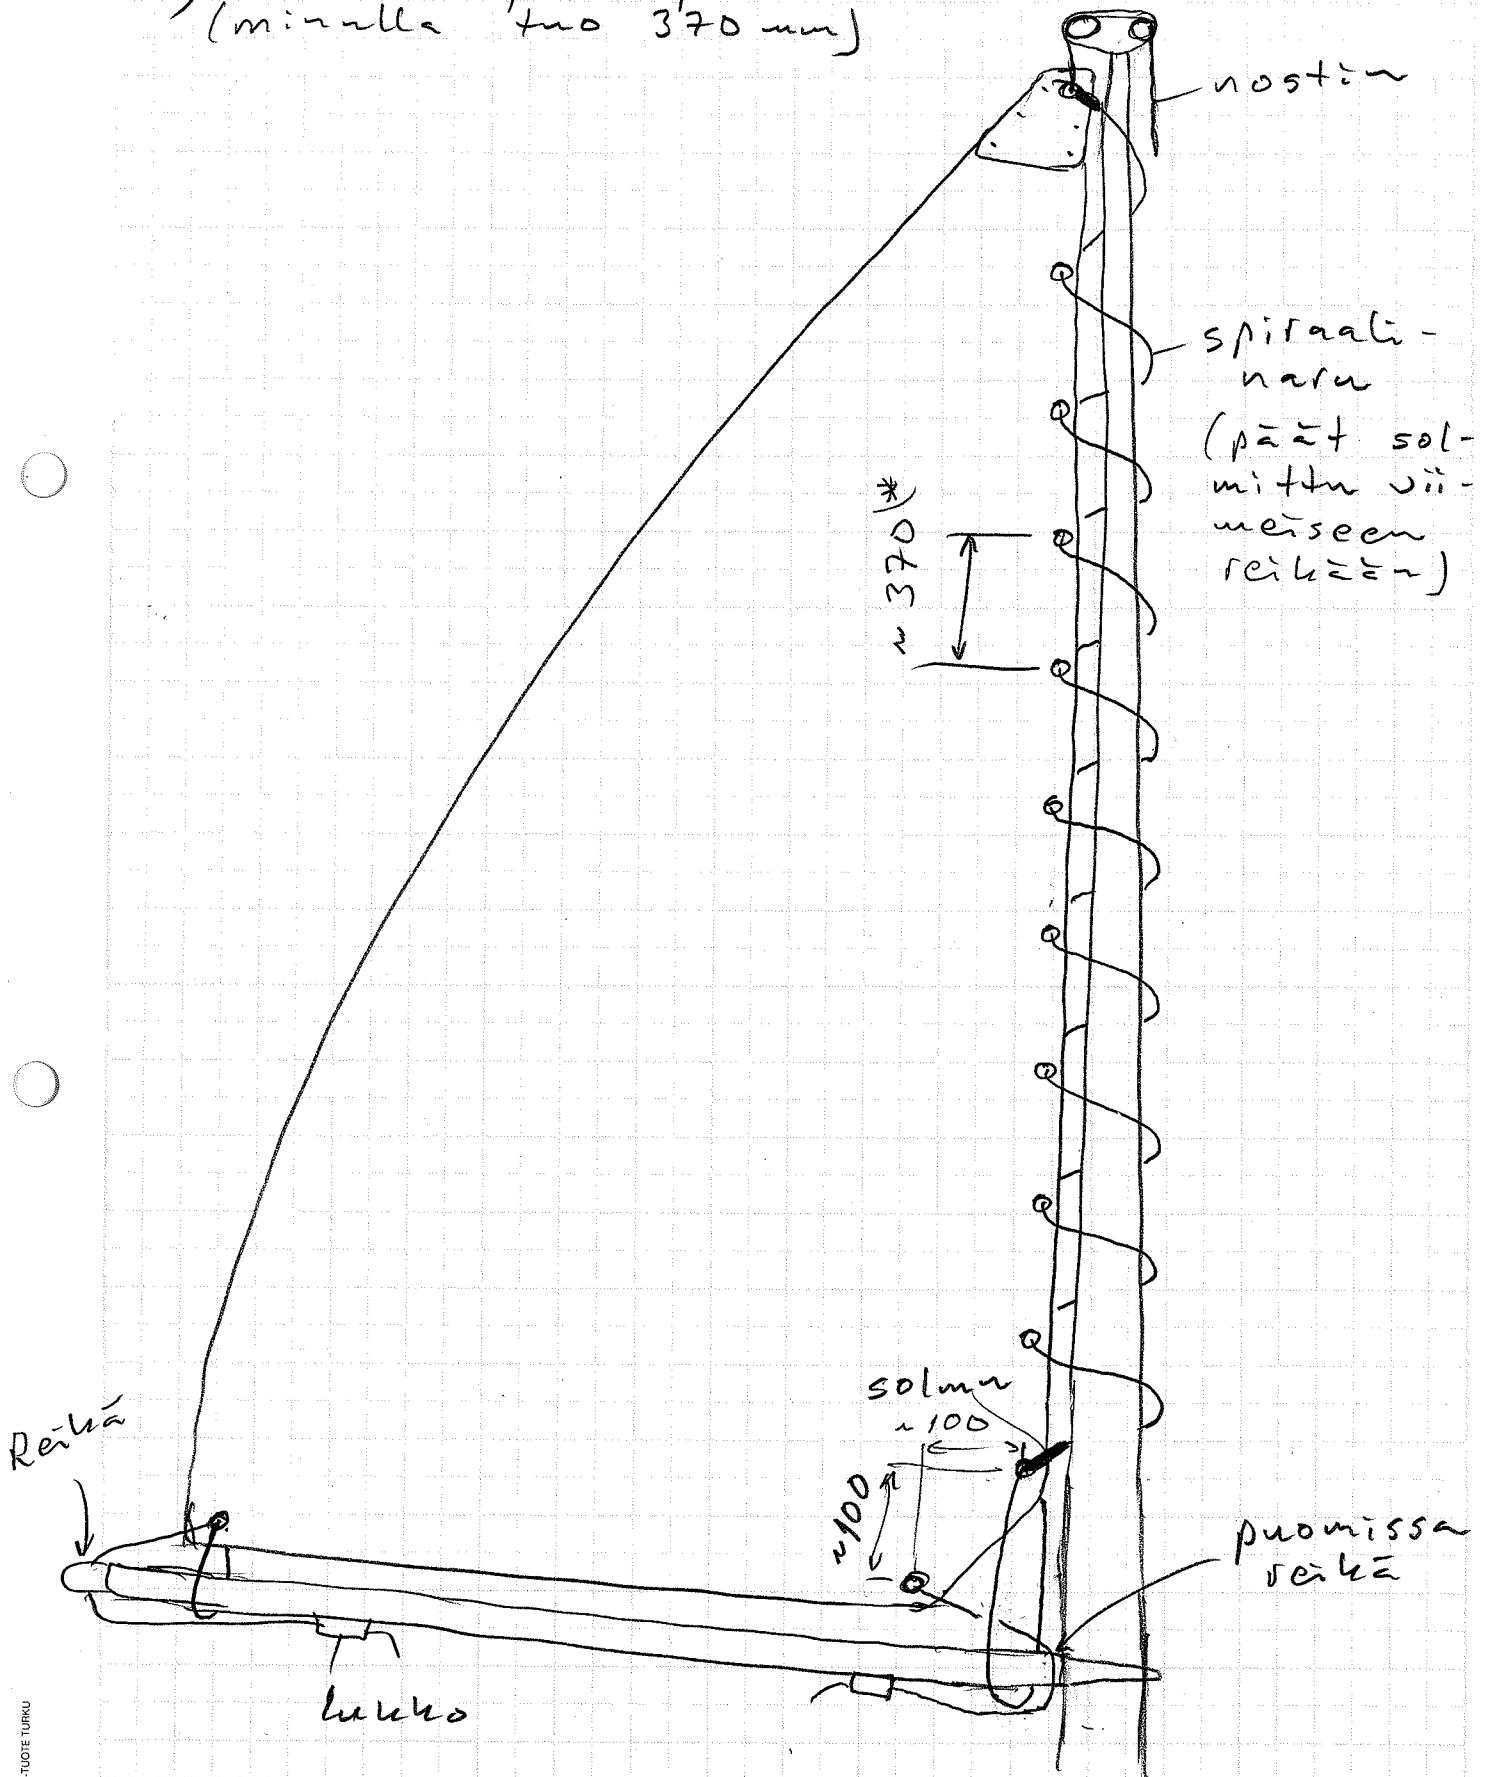 (minulla tuo 370 mm)
nostin
spiraali-
naru
(päät sol-
mittu vii-
meiseen
reikään)
~ 370 *)
solmu
~ 100
~100
Reikä
puomissa
reikä
lukko
-TUOTE TURKU